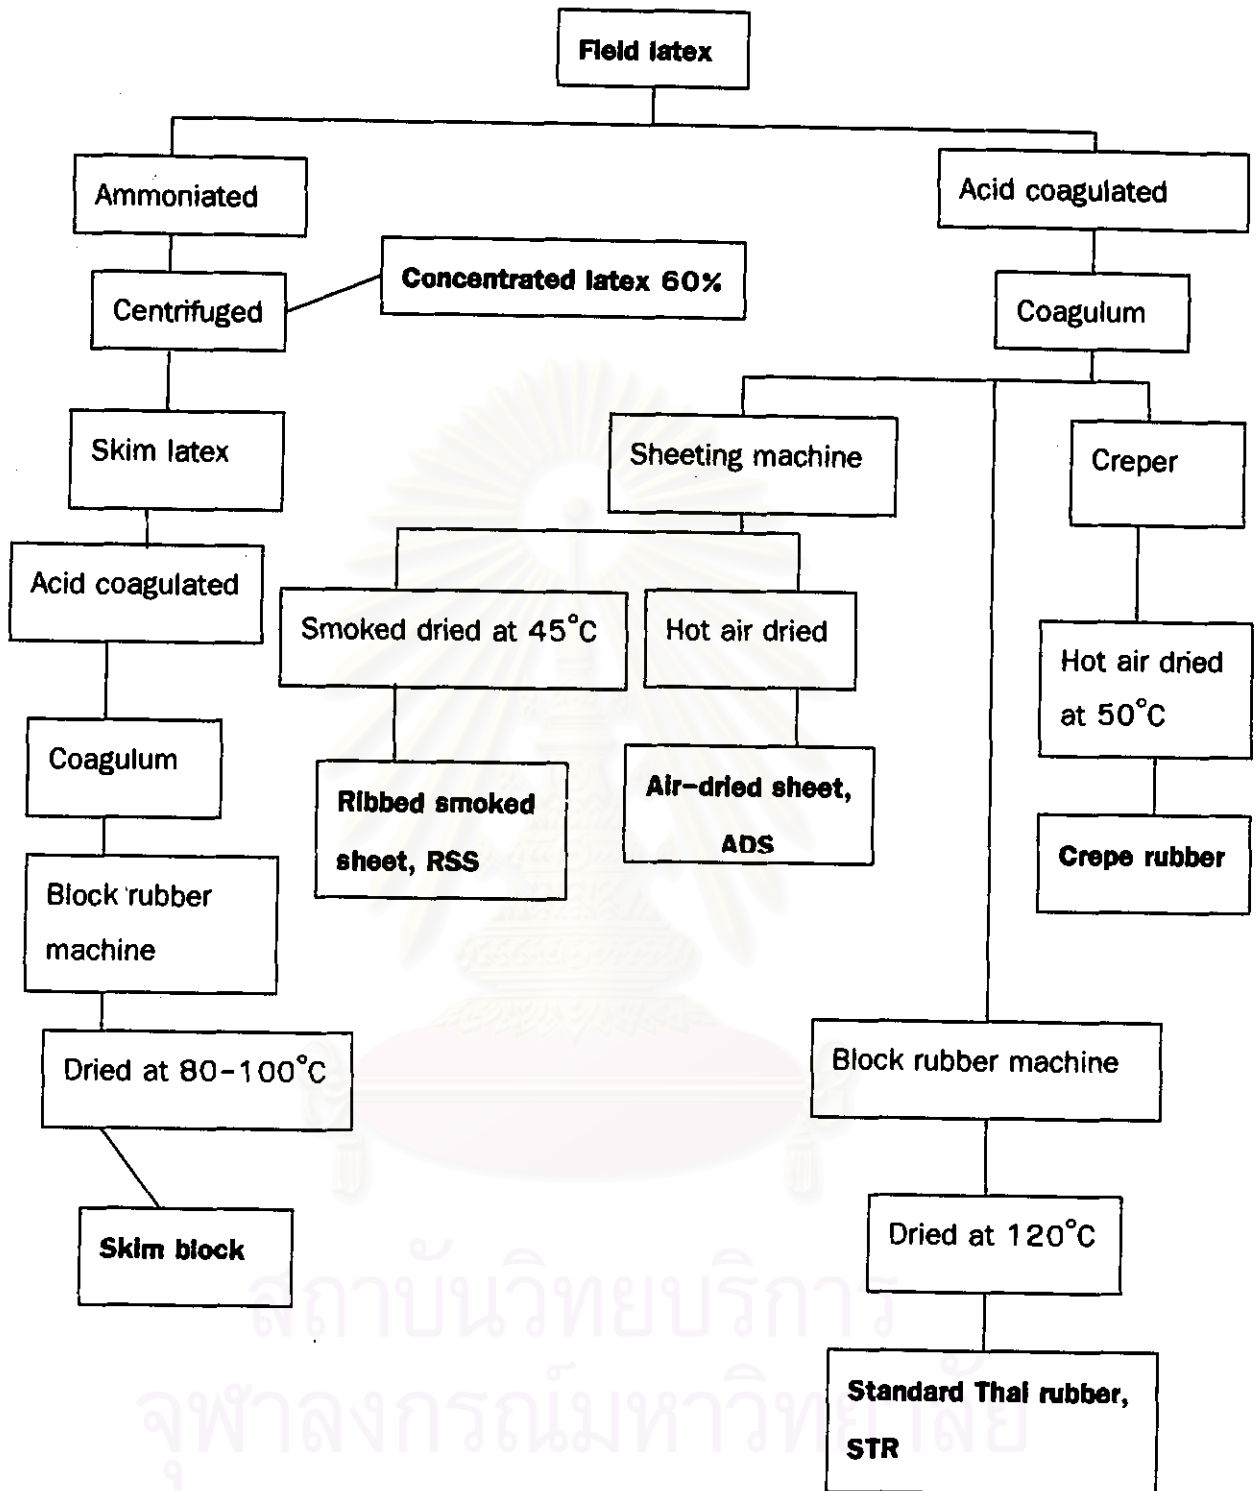 Field latex
Ammoniated
Acid coagulated
Centrifuged
Concentrated latex 60%
Coagulum
Skim latex
Sheeting machine
Creper
Acid coagulated
Smoked dried at 45°C
Hot air dried
Hot air dried
at 50°C
Coagulum
Ribbed smoked
sheet, RSS
Air-dried sheet,
ADS
Crepe rubber
Block rubber
machine
Dried at 80-100°C
Block rubber machine
Skim block
Dried at 120°C
Standard Thai rubber,
STR
สถาบันวิทยบริการ
จุฬาลงกรณ์มหาวิทยาลัย